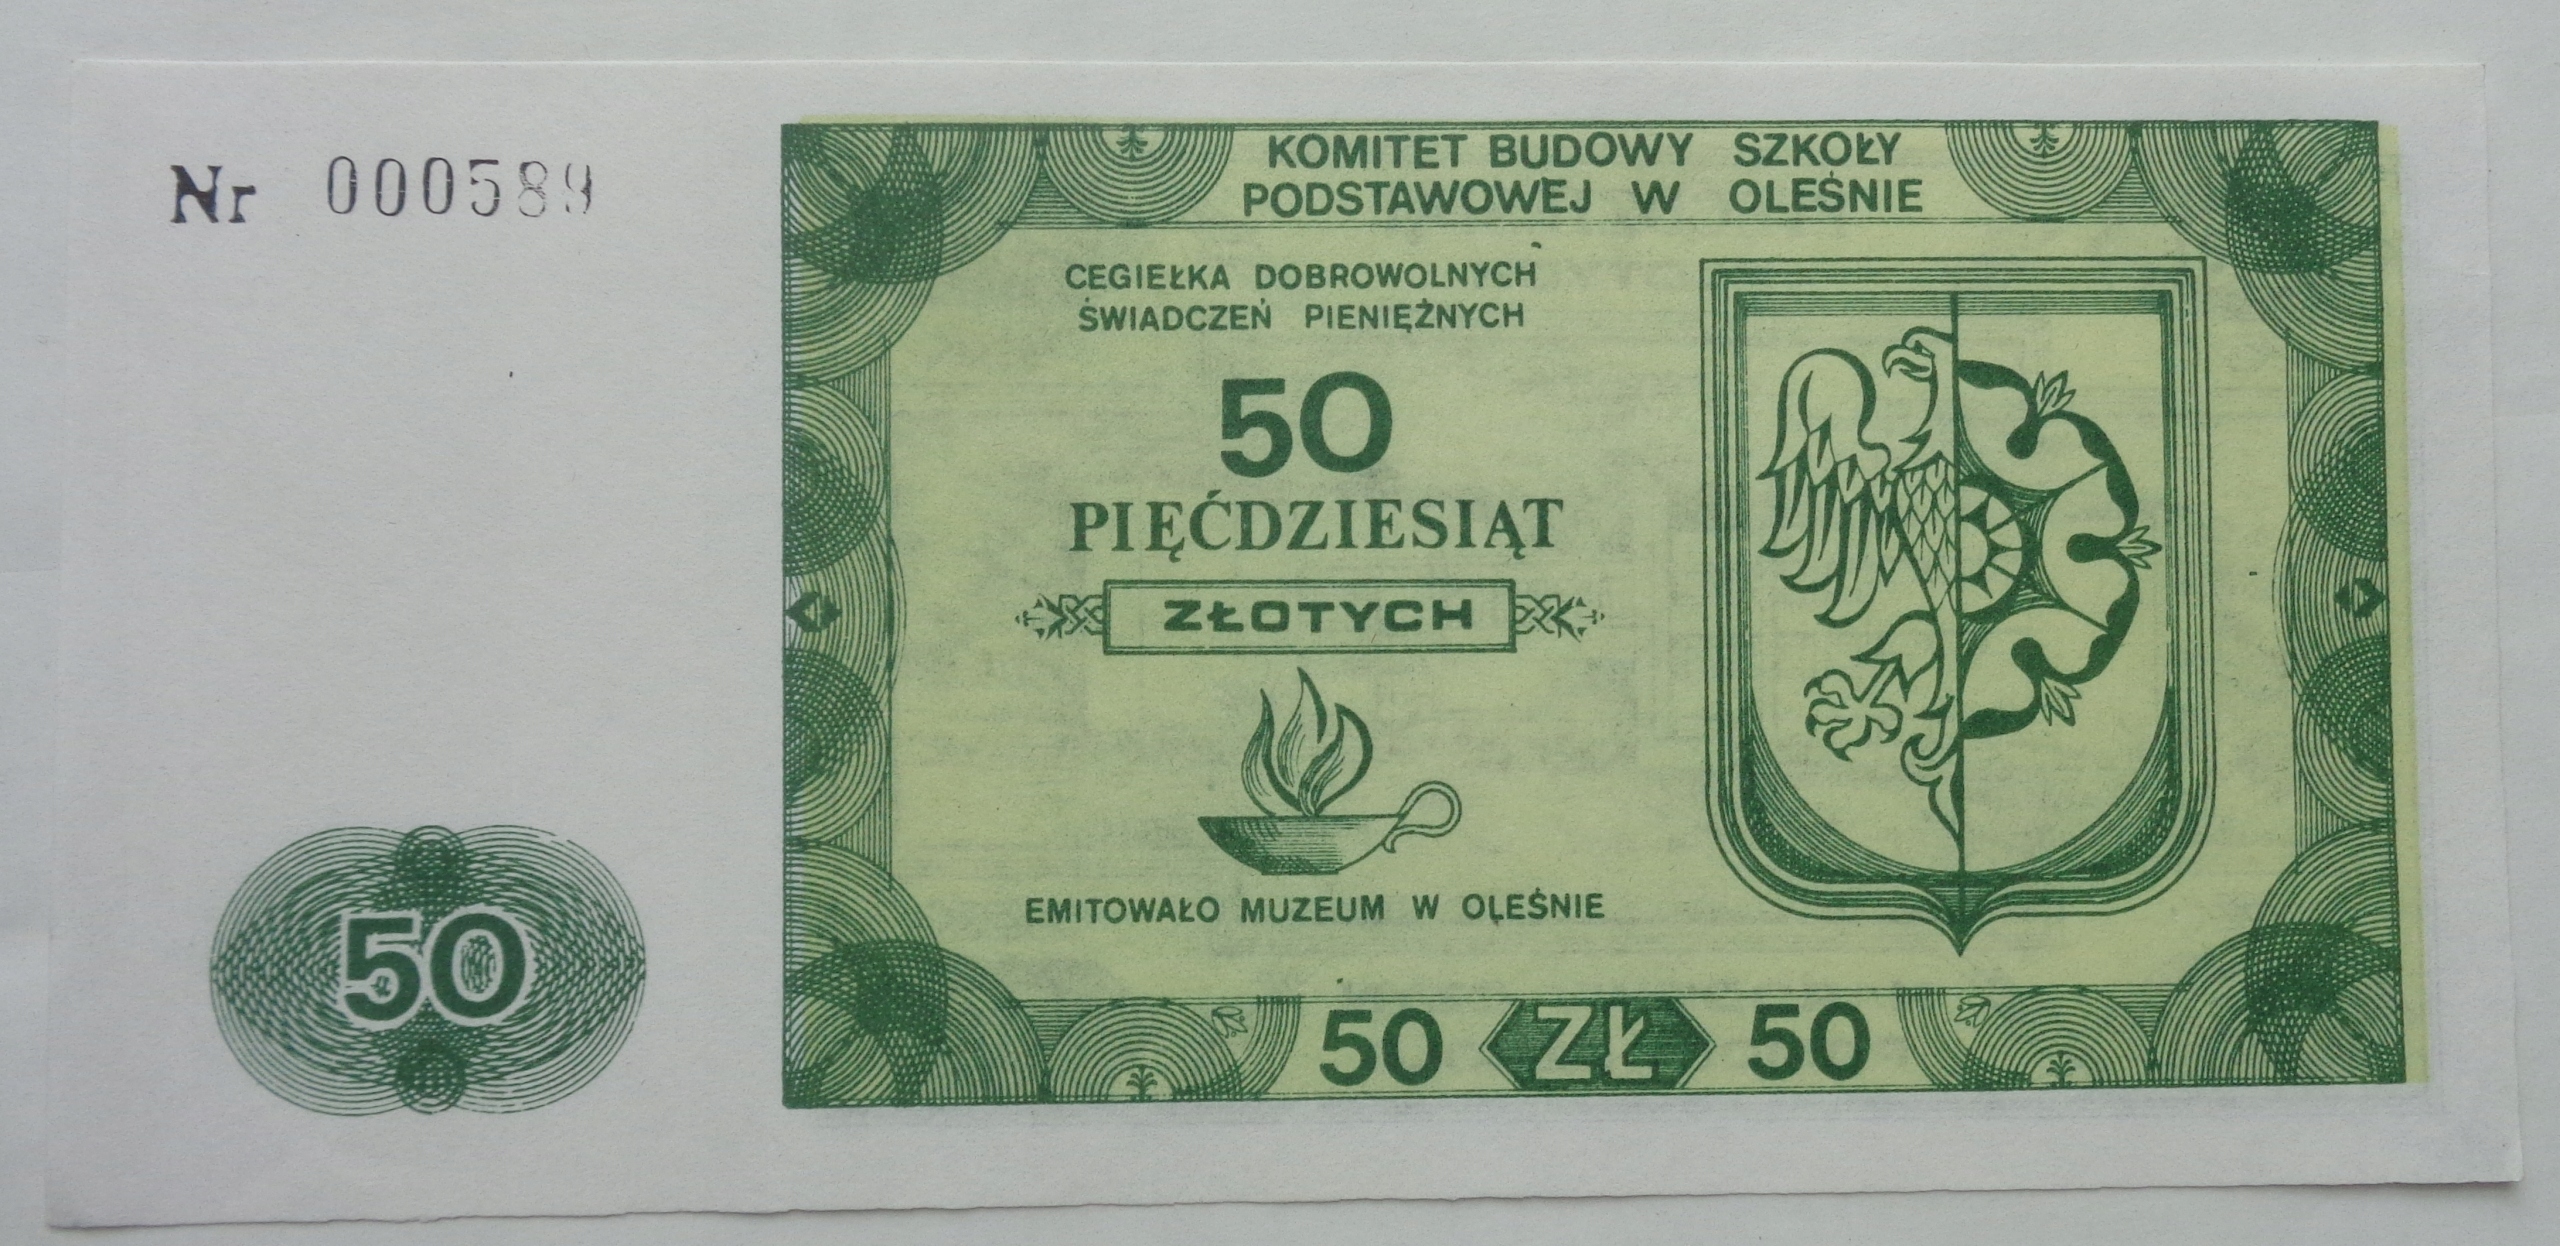 Nr 000589
KOMITET BUDOWY SZKOŁY
PODSTAWOWEJ W OLEŚNIE
CEGIEŁKA DOBROWOLNYCH
ŚWIADCZEŃ PIENIĘŻNYCH
50
PIĘĆDZIESIĄT
ZŁOTYCH
EMITOWAŁO MUZEUM W OLEŚNIE
50
50 ZŁ 50